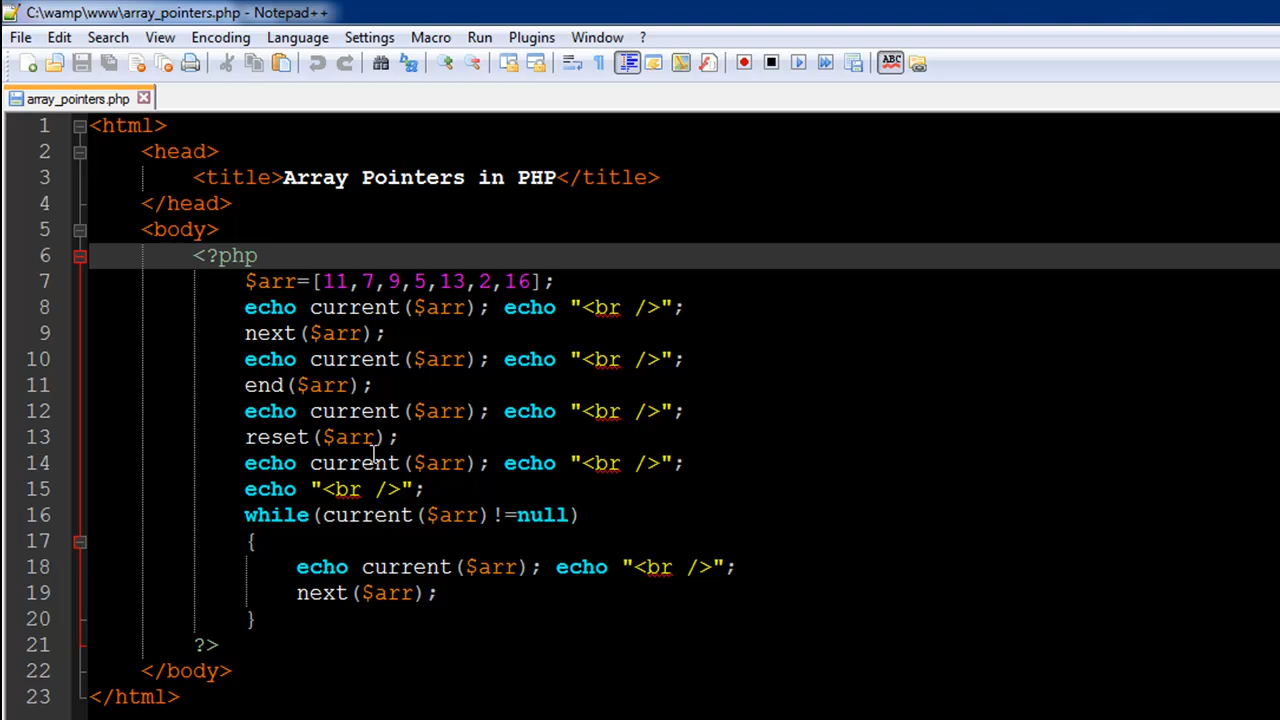 C:\wamp\www\array_pointers.php - Notepad++
File Edit Search View Encoding Language Settings Macro Run Plugins Window ?
ABC
array_pointers.php
1 <html>
2 <head>
3 <title>Array Pointers in PHP</title>
4 </head>
5 <body>
6 <?php
7 $arr=[11,7,9,5,13,2,16];
8 echo current($arr); echo "<br />";
9 next($arr);
10 echo current($arr); echo "<br />";
11 end($arr);
12 echo current($arr); echo "<br />";
13 reset($arr);
14 echo current($arr); echo "<br />";
15 echo "<br />";
16 while(current($arr)!=null)
17 {
18 echo current($arr); echo "<br />";
19 next($arr);
20 }
21 ?>
22 </body>
23 </html>